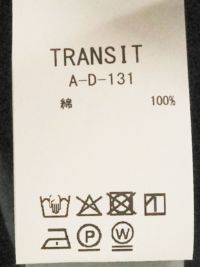 TRANSIT
A-D-131
綿 100%
P W